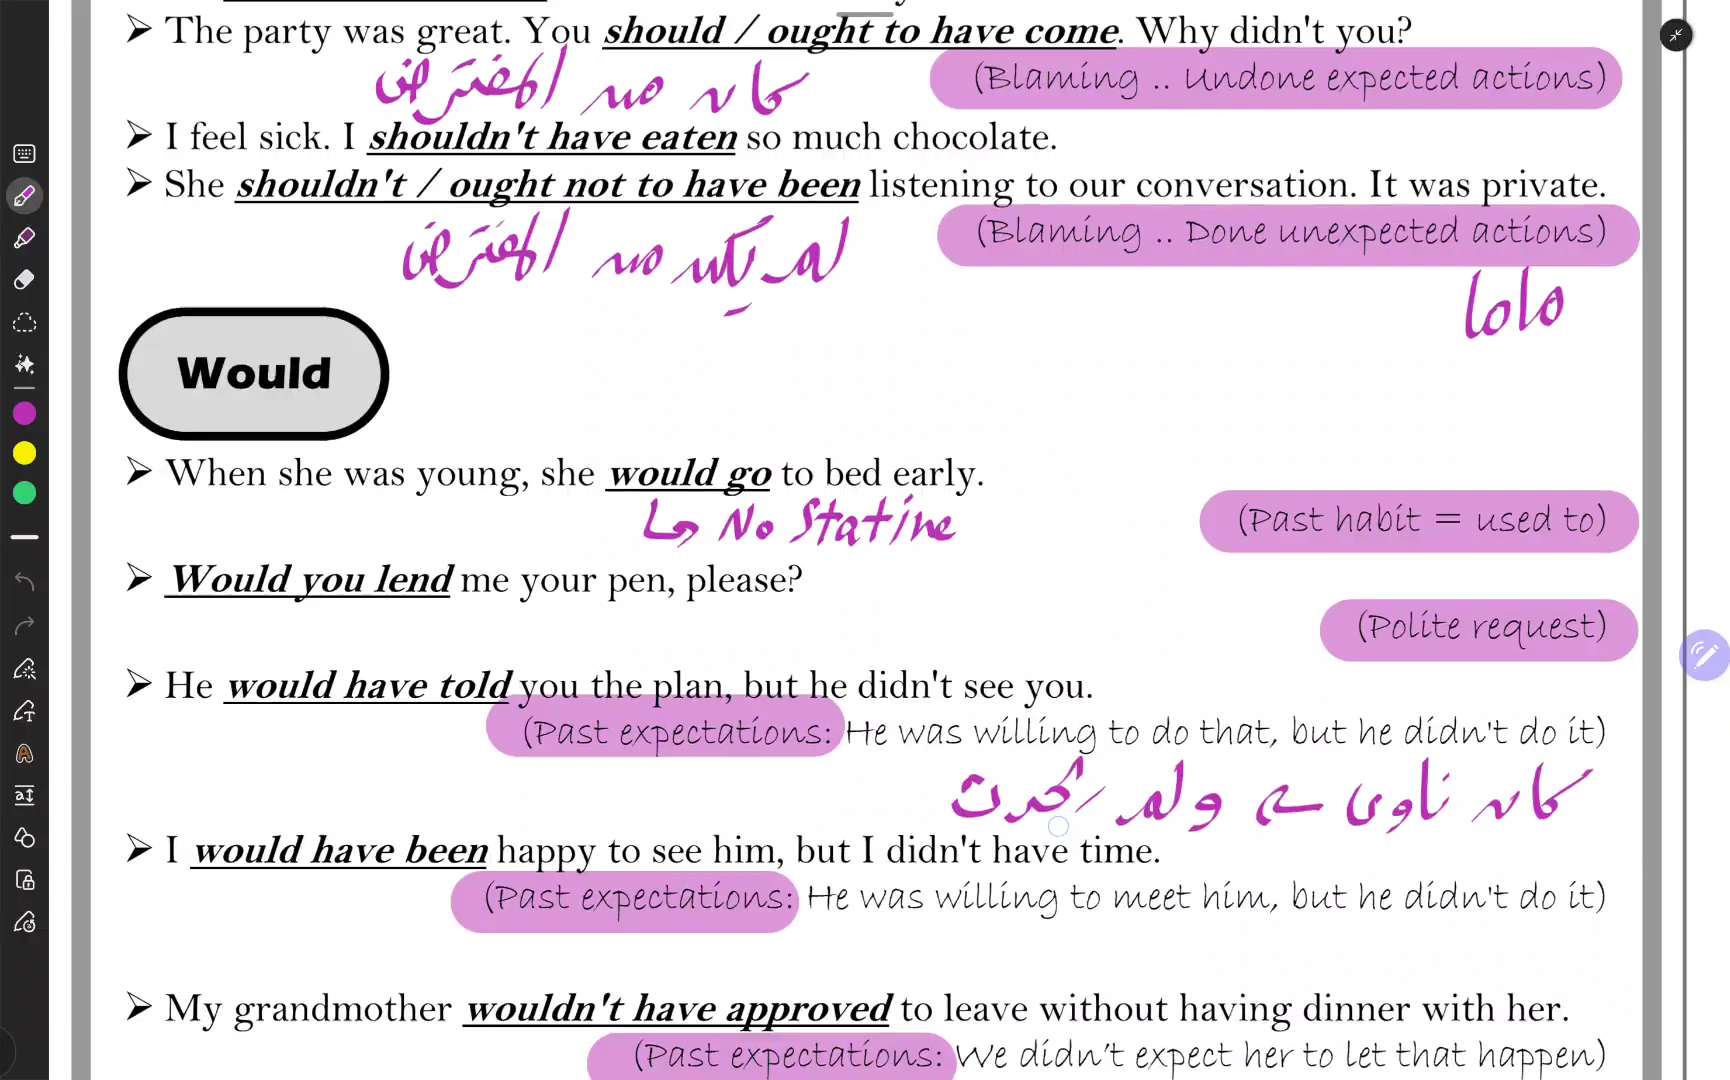 ➢ The party was great. You should / ought to have come. Why didn't you?
(Blaming .. Undone expected actions)
كان من المفترض
➢ I feel sick. I shouldn't have eaten so much chocolate.
➢ She shouldn't / ought not to have been listening to our conversation. It was private.
(Blaming .. Done unexpected actions)
لم يكن من المفترض
ماما
Would
➢ When she was young, she would go to bed early.
↳ No Stative
(Past habit = used to)
➢ Would you lend me your pen, please?
(Polite request)
➢ He would have told you the plan, but he didn't see you.
(Past expectations: He was willing to do that, but he didn't do it)
كان ناوى ولم يحدث
➢ I would have been happy to see him, but I didn't have time.
(Past expectations: He was willing to meet him, but he didn't do it)
➢ My grandmother wouldn't have approved to leave without having dinner with her.
(Past expectations: We didn't expect her to let that happen)